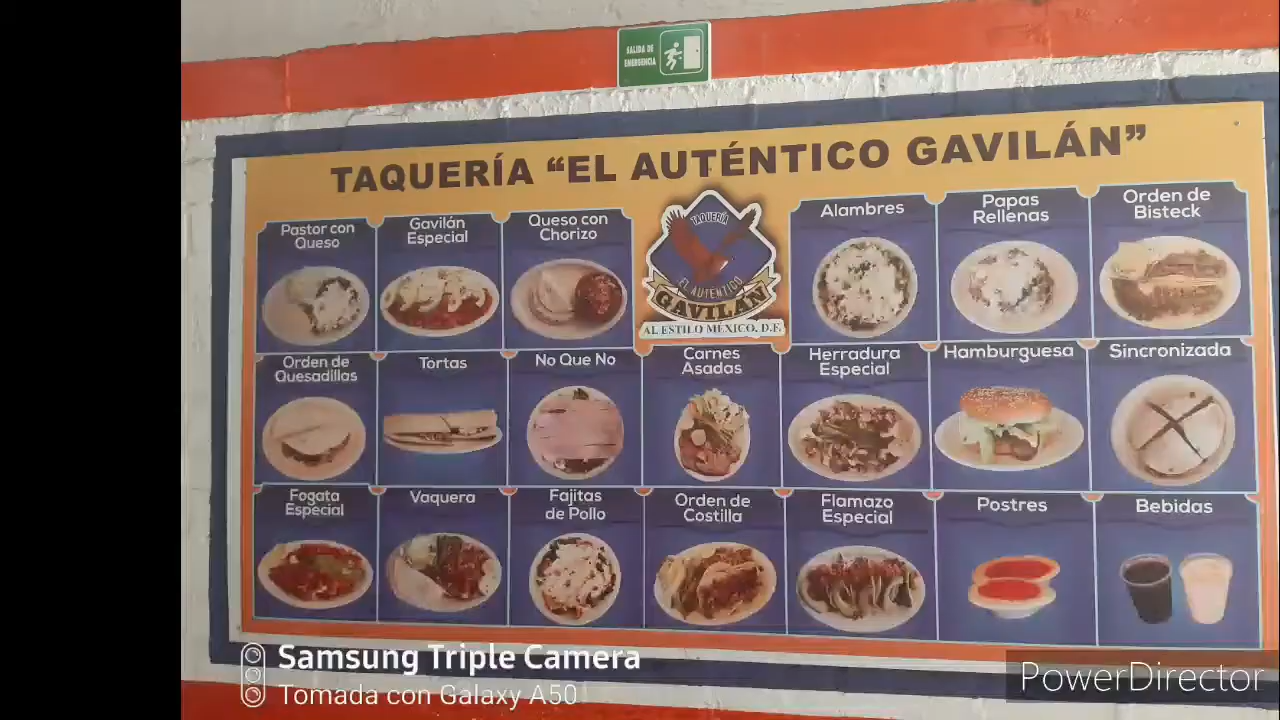 SALIDA DE
EMERGENCIA
TAQUERÍA “EL AUTÉNTICO GAVILÁN”
Pastor con
Queso
Gavilán
Especial
Queso con
Chorizo
TAQUERÍA
EL AUTÉNTICO
GAVILÁN
AL ESTILO MÉXICO, D.F.
Alambres
Papas
Rellenas
Orden de
Bisteck
Orden de
Quesadillas
Tortas
No Que No
Carnes
Asadas
Herradura
Especial
Hamburguesa
Sincronizada
Fogata
Especial
Vaquera
Fajitas
de Pollo
Orden de
Costilla
Flamazo
Especial
Postres
Bebidas
Samsung Triple Camera
Tomada con Galaxy A50
PowerDirector